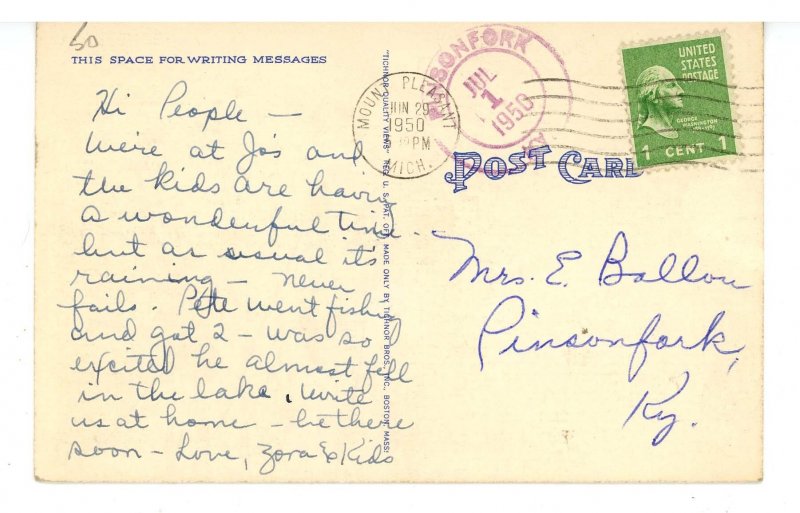 50
THIS SPACE FOR WRITING MESSAGES
Hi People —
We're at Jo's and
the kids are having
a wonderful time -
but as usual it's
raining - never
fails. Pete went fishing
and got 2 - was so
excited he almost fell
in the lake. Write
us at home - be there
soon - Love, Zora & Kids
"TICHNOR QUALITY VIEWS" REG. U. S. PAT. OFF. MADE ONLY BY TICHNOR BROS., INC., BOSTON, MASS.
MOUNT PLEASANT
JUN 29
1950
PM
MICH.
PINSONFORK
JUL
1
1950
UNITED
STATES
POSTAGE
GEORGE
WASHINGTON
1 CENT 1
POST CARD
Mrs. E. Ballou
Pinsonfork,
Ky.